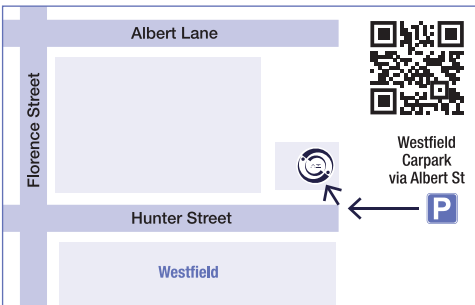 Albert Lane
Florence Street
Westfield
Carpark
via Albert St
P
Hunter Street
Westfield